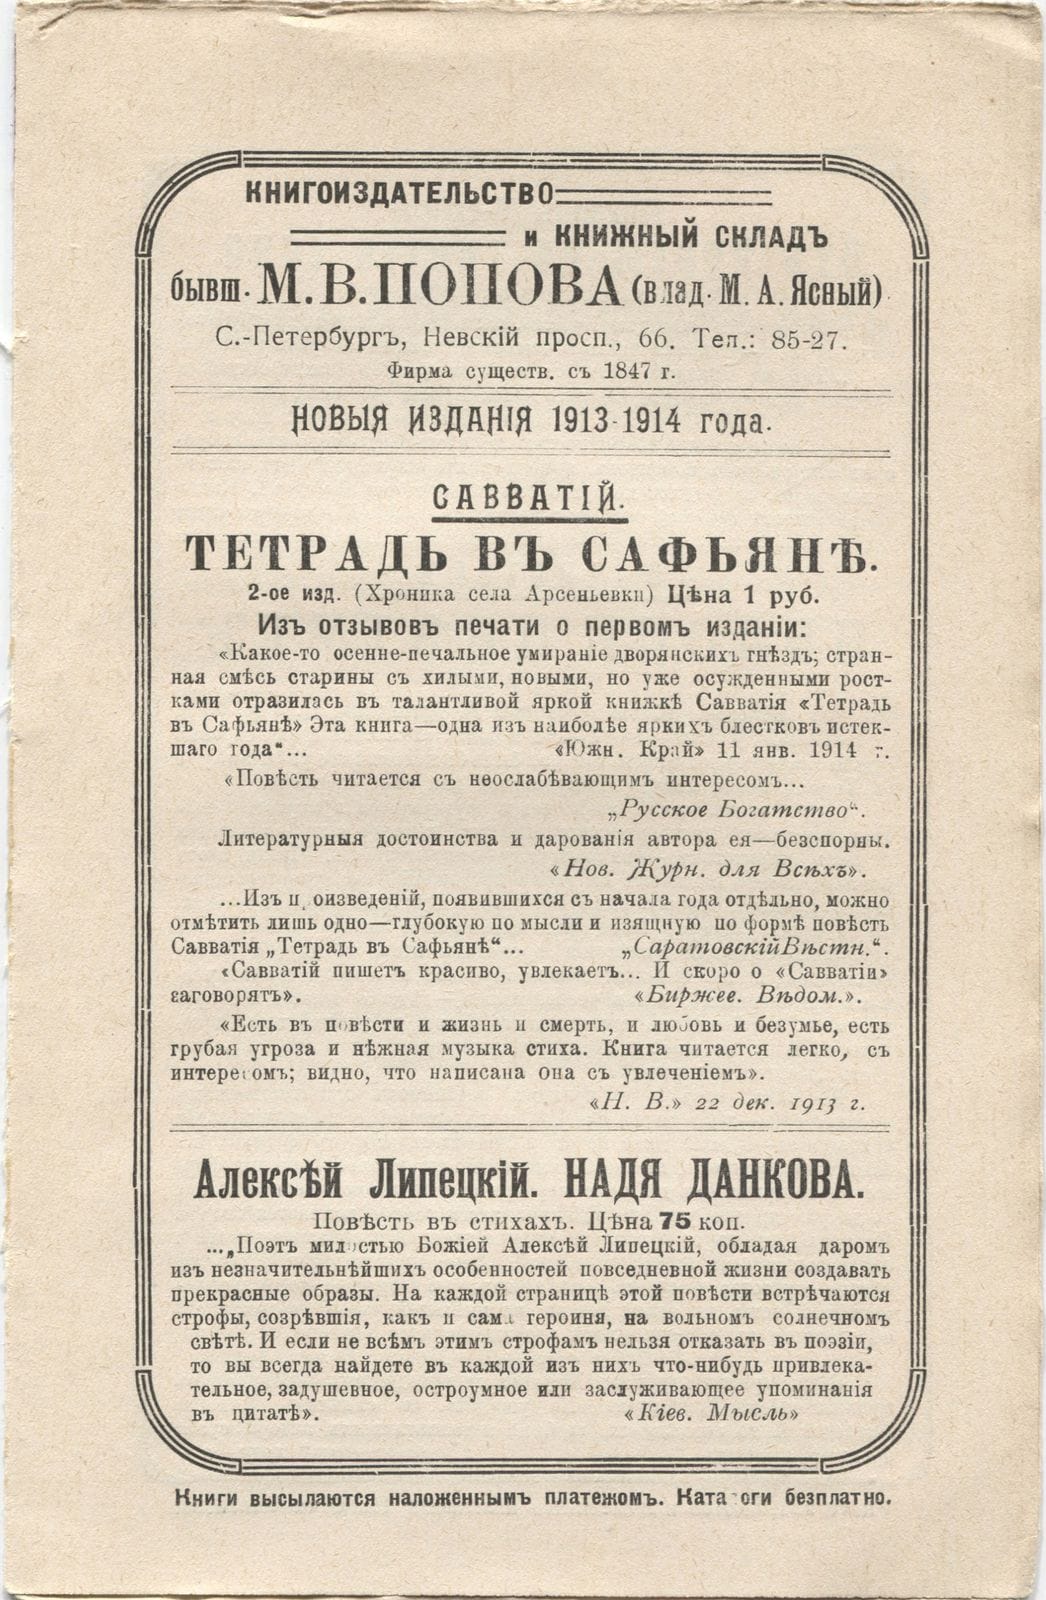 КНИГОИЗДАТЕЛЬСТВО
и КНИЖНЫЙ СКЛАДЪ
бывш. М. В. ПОПОВА (влад. М. А. Ясный)
С.-Петербургъ, Невскій просп., 66. Тел.: 85-27.
Фирма существ. съ 1847 г.
НОВЫЯ ИЗДАНІЯ 1913-1914 года.
САВВАТІЙ.
ТЕТРАДЬ ВЪ САФЬЯНѢ.
2-ое изд. (Хроника села Арсеньевки) Цѣна 1 руб.
Изъ отзывовъ печати о первомъ изданіи:
«Какое-то осенне-печальное умираніе дворянскихъ гнѣздъ; стран-
ная смѣсь старины съ хилыми, новыми, но уже осужденными рост-
ками отразилась въ талантливой яркой книжкѣ Савватія «Тетрадь
въ Сафьянѣ» Эта книга—одна изъ наиболѣе яркихъ блестковъ истек-
шаго года“... «Южн. Край» 11 янв. 1914 г.
«Повѣсть читается съ неослабѣвающимъ интересомъ...
„Русское Богатство“.
Литературныя достоинства и дарованія автора ея—безспорны.
«Нов. Журн. для Всѣхъ».
...Изъ п оизведеній, появившихся съ начала года отдѣльно, можно
отмѣтить лишь одно—глубокую по мысли и изящную по формѣ повѣсть
Савватія „Тетрадь въ Сафьянѣ“... „Саратовскій Вѣстн.“.
«Савватій пишетъ красиво, увлекаетъ... И скоро о «Савватіи»
заговорятъ». «Биржев. Вѣдом.».
«Есть въ повѣсти и жизнь и смерть, и любовь и безумье, есть
грубая угроза и нѣжная музыка стиха. Книга читается легко, съ
интересомъ; видно, что написана она съ увлеченіемъ».
«Н. В.» 22 дек. 1913 г.
Алексѣй Липецкій. НАДЯ ДАНКОВА.
Повѣсть въ стихахъ. Цѣна 75 коп.
...„Поэтъ милостью Божіей Алексѣй Липецкій, обладая даромъ
изъ незначительнѣйшихъ особенностей повседневной жизни создавать
прекрасные образы. На каждой страницѣ этой повѣсти встрѣчаются
строфы, созрѣвшія, какъ и сама героиня, на вольномъ солнечномъ
свѣтѣ. И если не всѣмъ этимъ строфамъ нельзя отказать въ поэзіи,
то вы всегда найдете въ каждой изъ нихъ что-нибудь привлека-
тельное, задушевное, остроумное или заслуживающее упоминанія
въ цитатѣ». «Кіев. Мысль»
Книги высылаются наложеннымъ платежомъ. Ката оги безплатно.